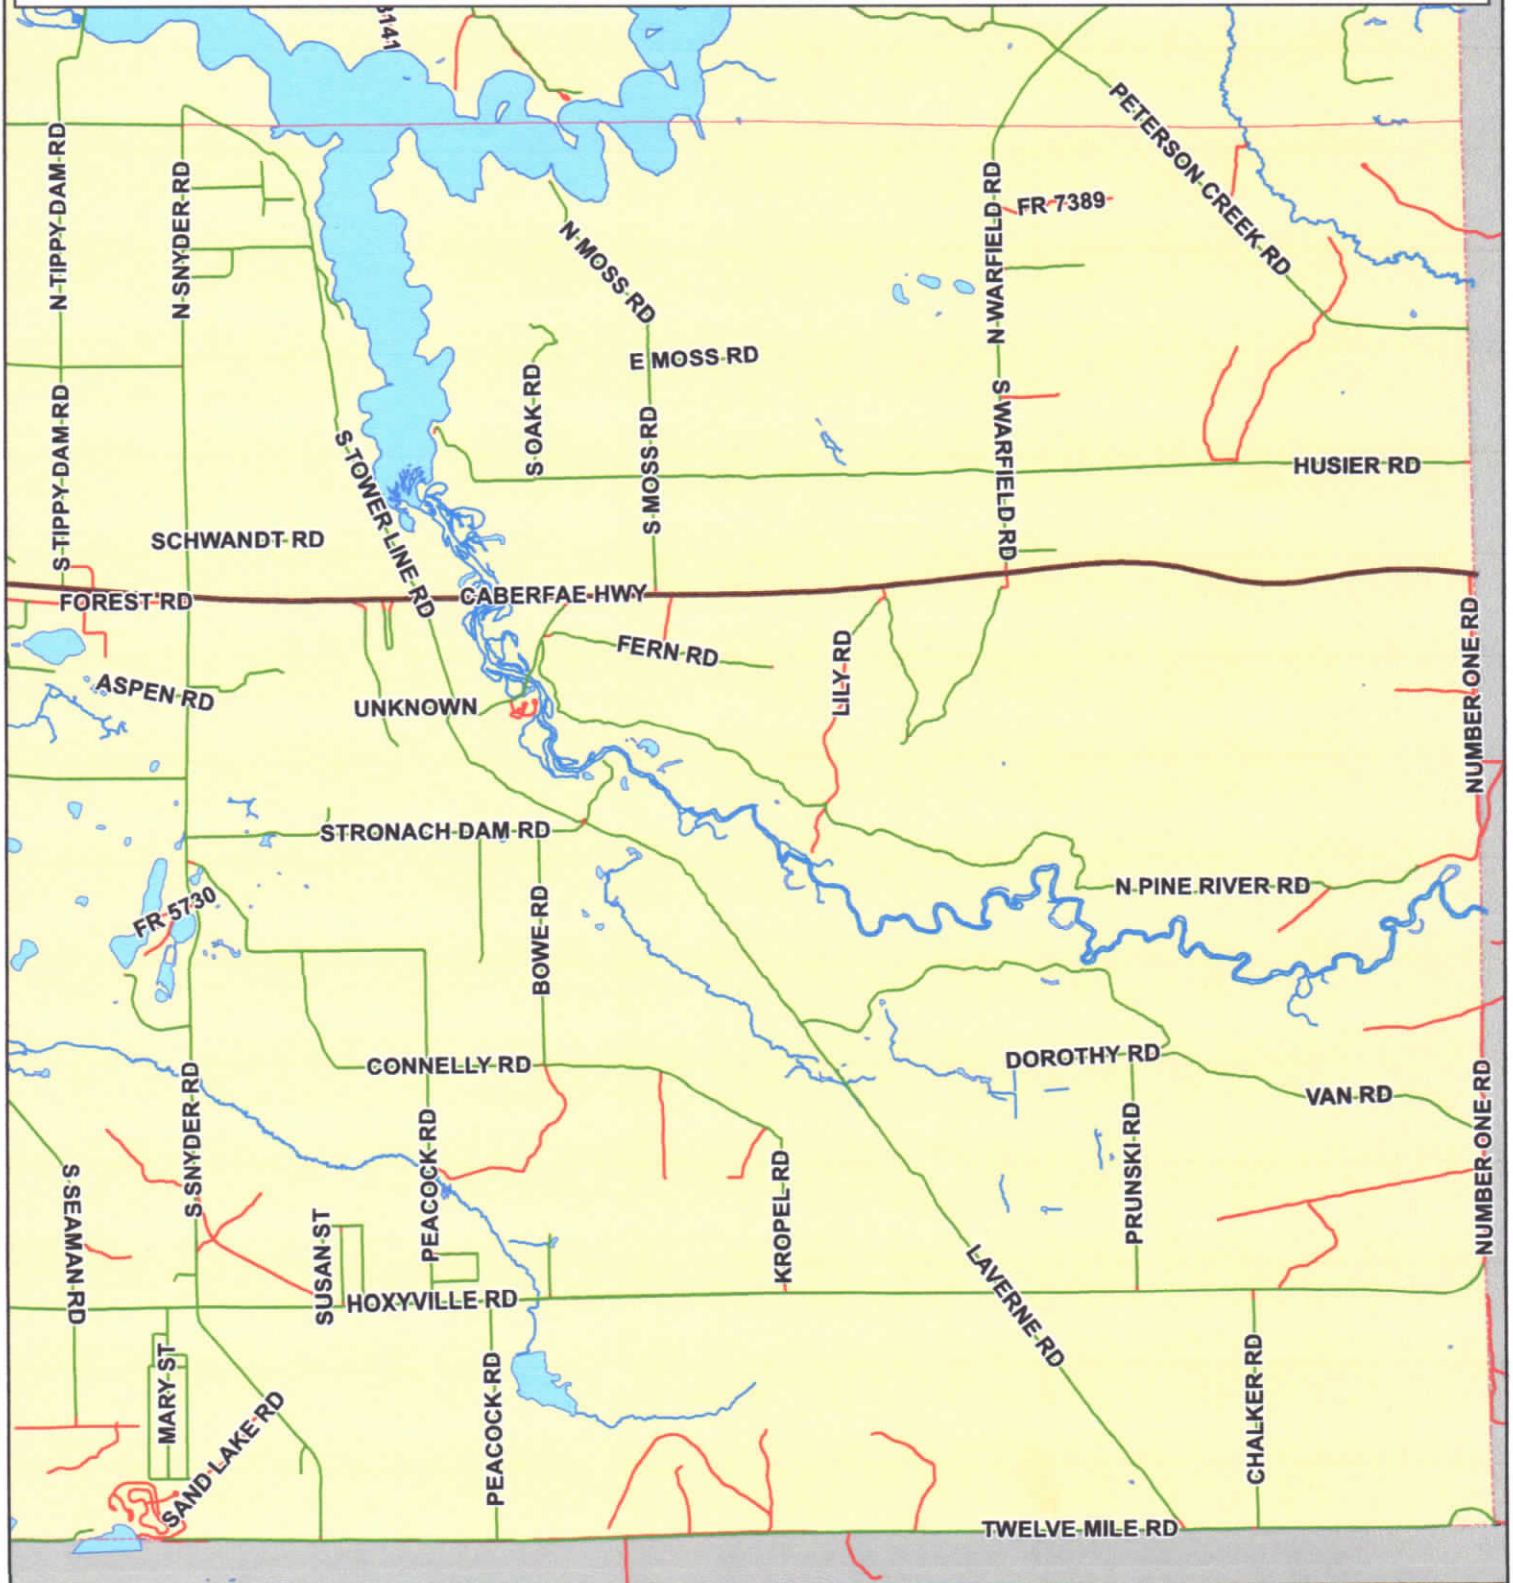 3141
PETERSON CREEK RD
N TIPPY DAM RD
N SNYDER RD
N WARFIELD RD
FR 7389
N MOSS RD
E MOSS RD
S OAK RD
S TIPPY DAM RD
S TOWER LINE RD
S MOSS RD
S WARFIELD RD
HUSIER RD
SCHWANDT RD
FOREST RD
CABERFAE HWY
FERN RD
LILY RD
NUMBER ONE RD
ASPEN RD
UNKNOWN
STRONACH DAM RD
N PINE RIVER RD
FR 5730
BOWE RD
CONNELLY RD
DOROTHY RD
VAN RD
S SNYDER RD
PEACOCK RD
PRUNSKI RD
NUMBER ONE RD
S SEAMAN RD
SUSAN ST
KROPEL RD
HOXYVILLE RD
LAVERNE RD
MARY ST
SAND LAKE RD
PEACOCK RD
CHALKER RD
TWELVE MILE RD